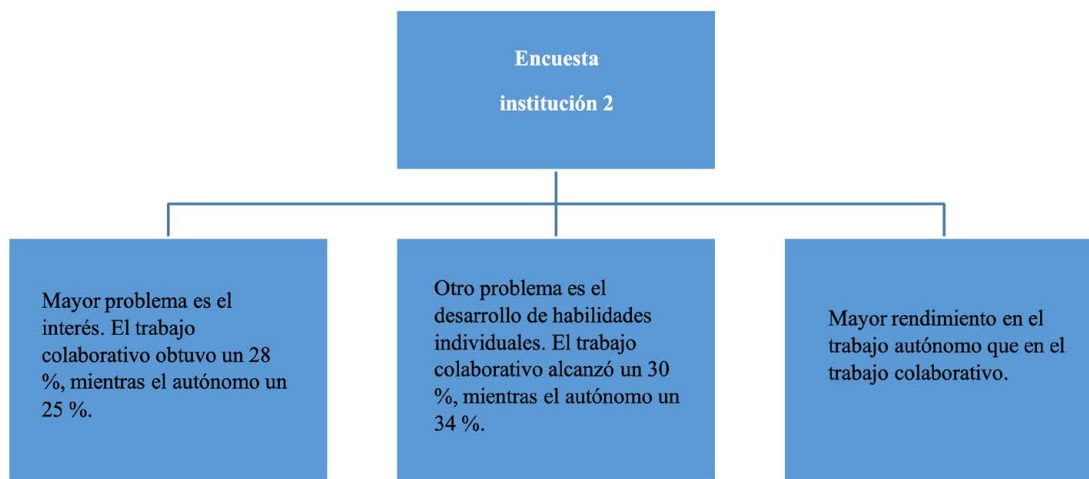 Encuesta
institución 2
Mayor problema es el
interés. El trabajo
colaborativo obtuvo un 28
%, mientras el autónomo un
25 %.
Otro problema es el
desarrollo de habilidades
individuales. El trabajo
colaborativo alcanzó un 30
%, mientras el autónomo un
34 %.
Mayor rendimiento en el
trabajo autónomo que en el
trabajo colaborativo.